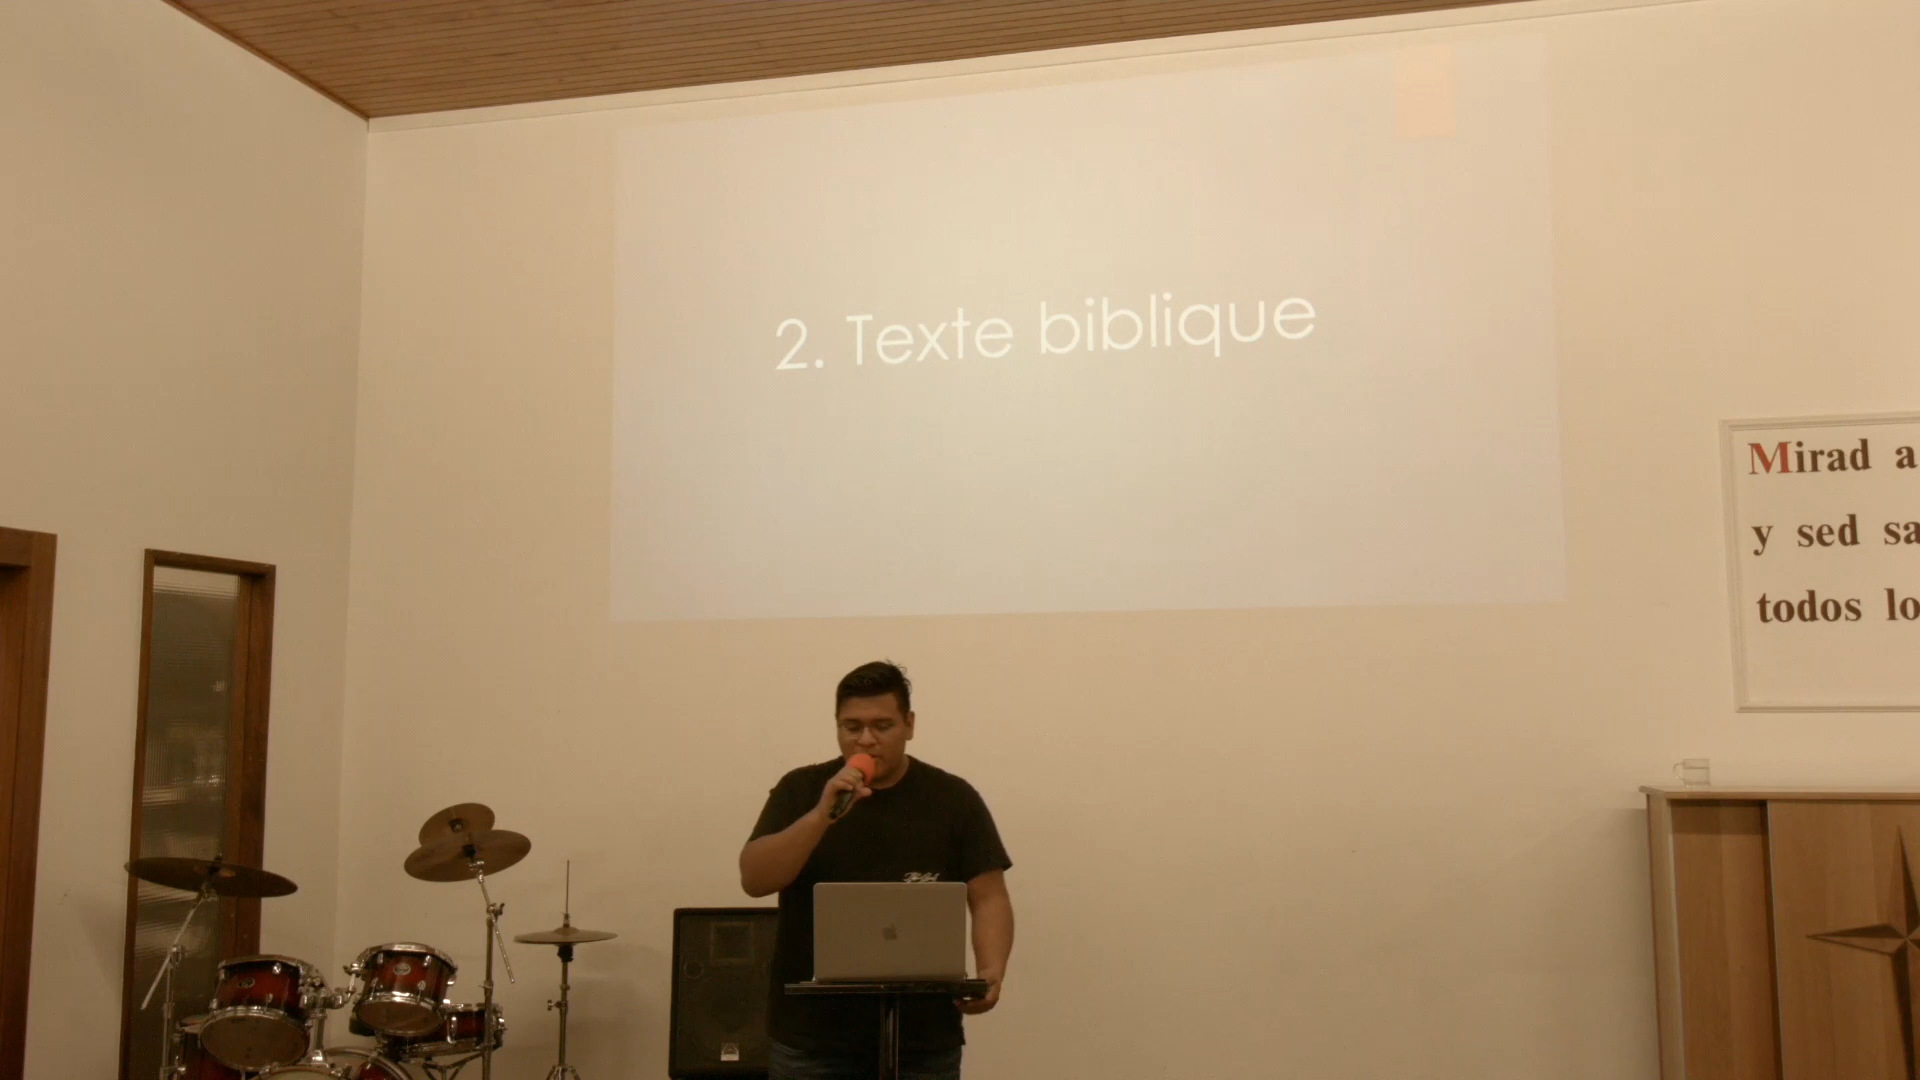 2. Texte biblique
Mirad a
y sed sa
todos lo